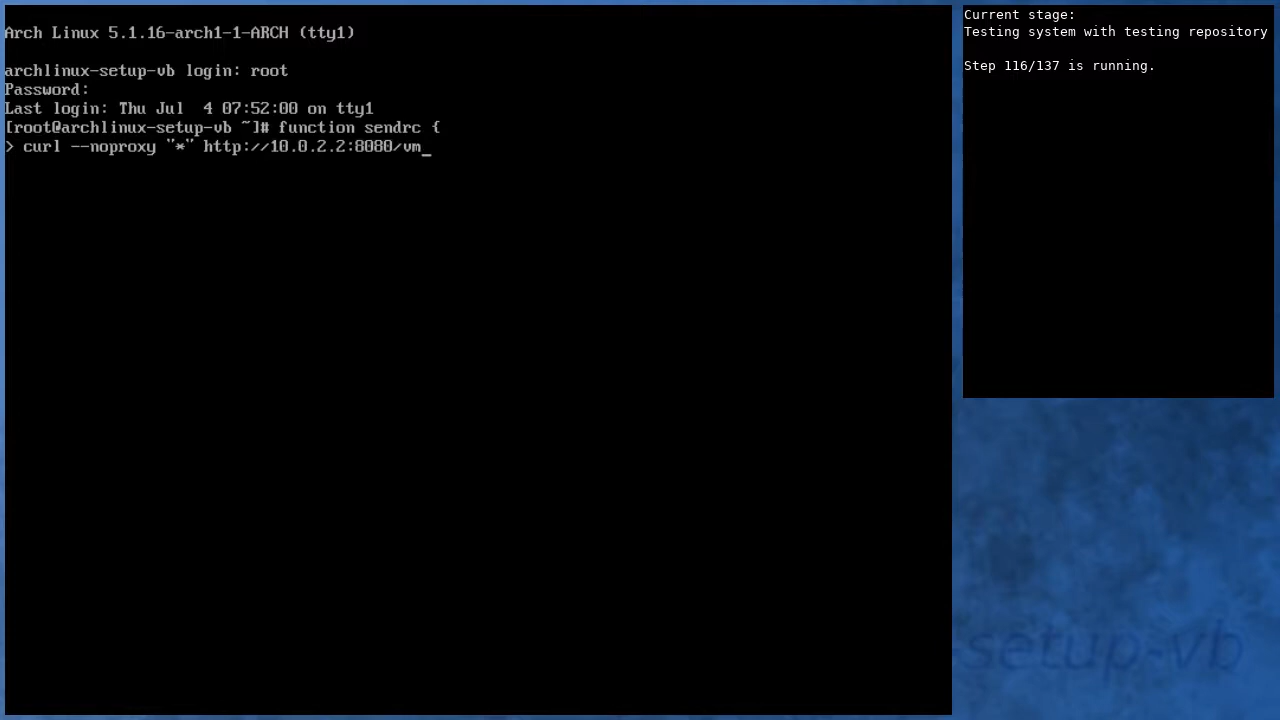 Arch Linux 5.1.16-arch1-1-ARCH (tty1)
archlinux-setup-vb login: root
Password:
Last login: Thu Jul  4 07:52:00 on tty1
[root@archlinux-setup-vb ~]# function sendrc {
> curl --noproxy "*" http://10.0.2.2:8080/vm_
Current stage:
Testing system with testing repository
Step 116/137 is running.
-setup-vb